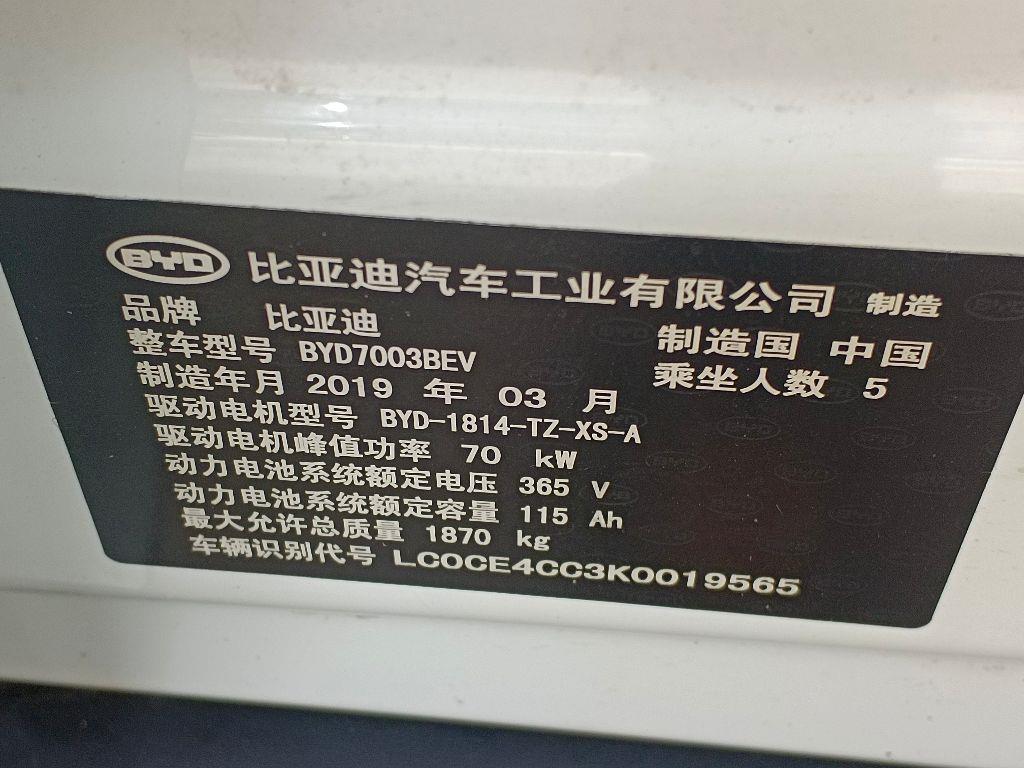 BYD 比亚迪汽车工业有限公司 制造
品牌 比亚迪 制造国 中国
整车型号 BYD7003BEV 乘坐人数 5
制造年月 2019 年 03 月
驱动电机型号 BYD-1814-TZ-XS-A
驱动电机峰值功率 70 kW
动力电池系统额定电压 365 V
动力电池系统额定容量 115 Ah
最大允许总质量 1870 kg
车辆识别代号 LC0CE4CC3K0019565